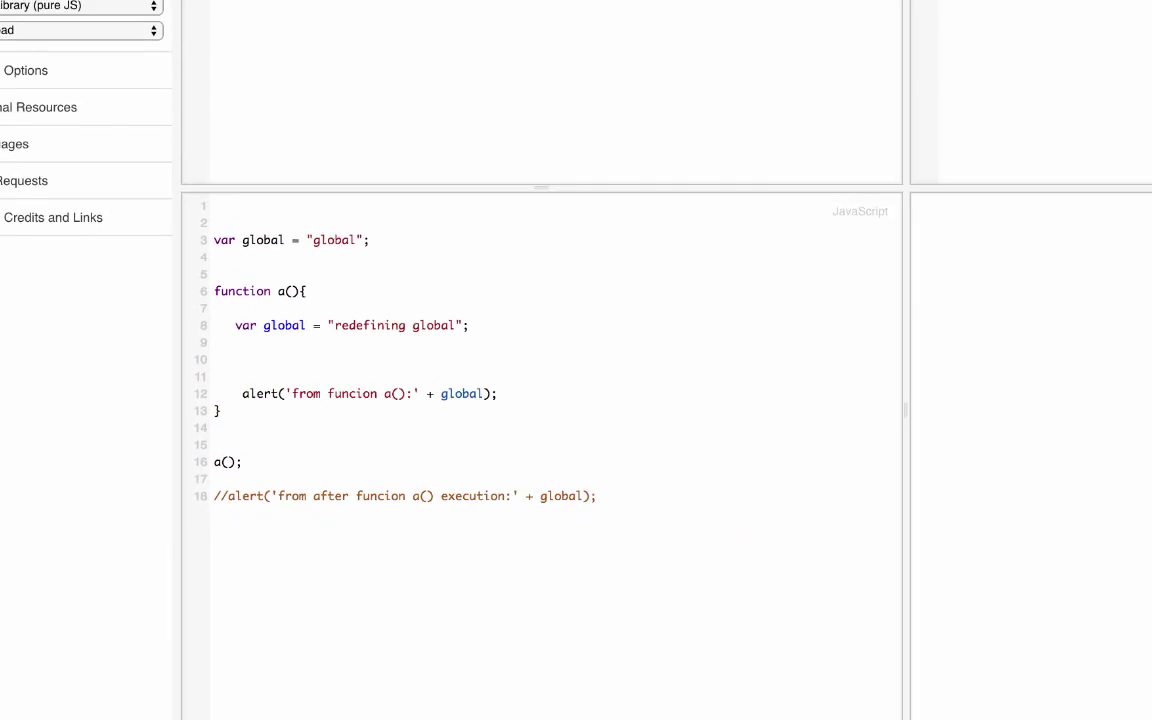 ibrary (pure JS)
ad
Options
nal Resources
ages
Requests
Credits and Links
JavaScript
1
2
3 var global = "global";
4
5
6 function a(){
7
8 var global = "redefining global";
9
10
11
12 alert('from funcion a():' + global);
13 }
14
15
16 a();
17
18 //alert('from after funcion a() execution:' + global);